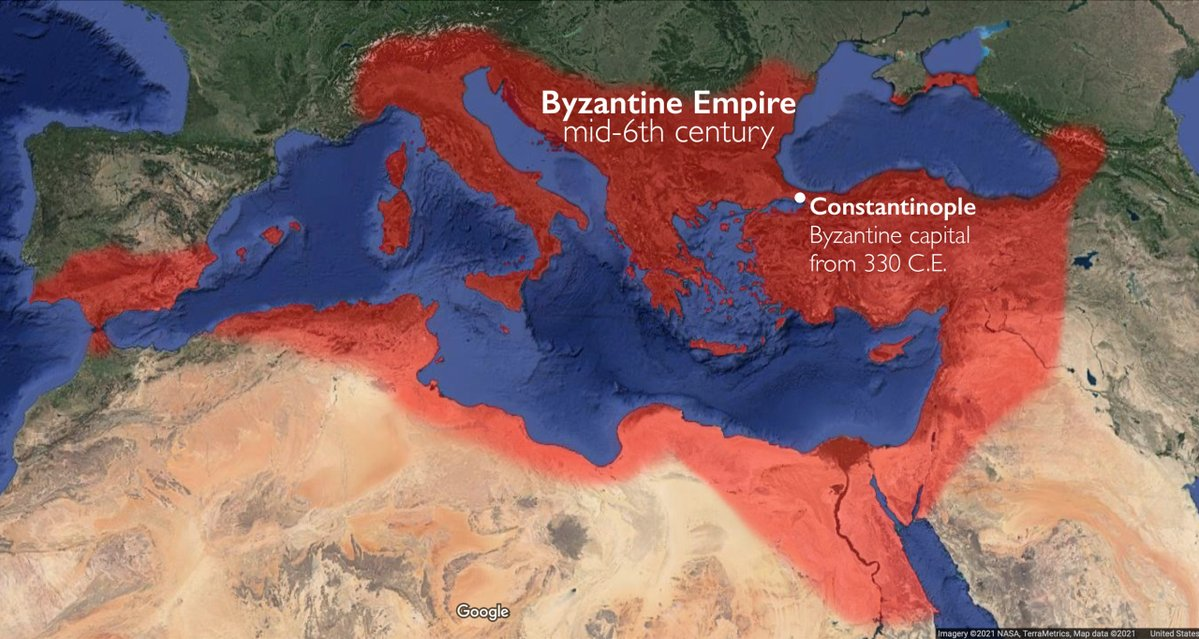 Byzantine Empire
mid-6th century
Constantinople
Byzantine capital
from 330 C.E.
Google
Imagery ©2021 NASA, TerraMetrics, Map data ©2021 United States